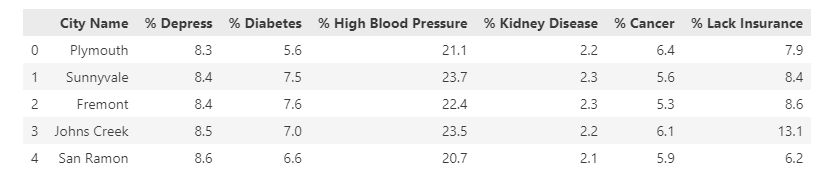 City Name % Depress % Diabetes % High Blood Pressure % Kidney Disease % Cancer % Lack Insurance
0 Plymouth 8.3 5.6 21.1 2.2 6.4 7.9
1 Sunnyvale 8.4 7.5 23.7 2.3 5.6 8.4
2 Fremont 8.4 7.6 22.4 2.3 5.3 8.6
3 Johns Creek 8.5 7.0 23.5 2.2 6.1 13.1
4 San Ramon 8.6 6.6 20.7 2.1 5.9 6.2